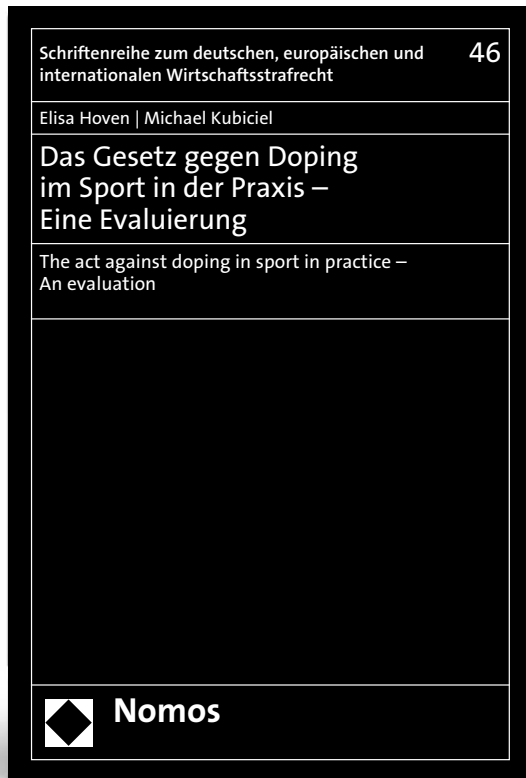 Schriftenreihe zum deutschen, europäischen und 46
internationalen Wirtschaftsstrafrecht
Elisa Hoven | Michael Kubiciel
Das Gesetz gegen Doping
im Sport in der Praxis –
Eine Evaluierung
The act against doping in sport in practice –
An evaluation
Nomos